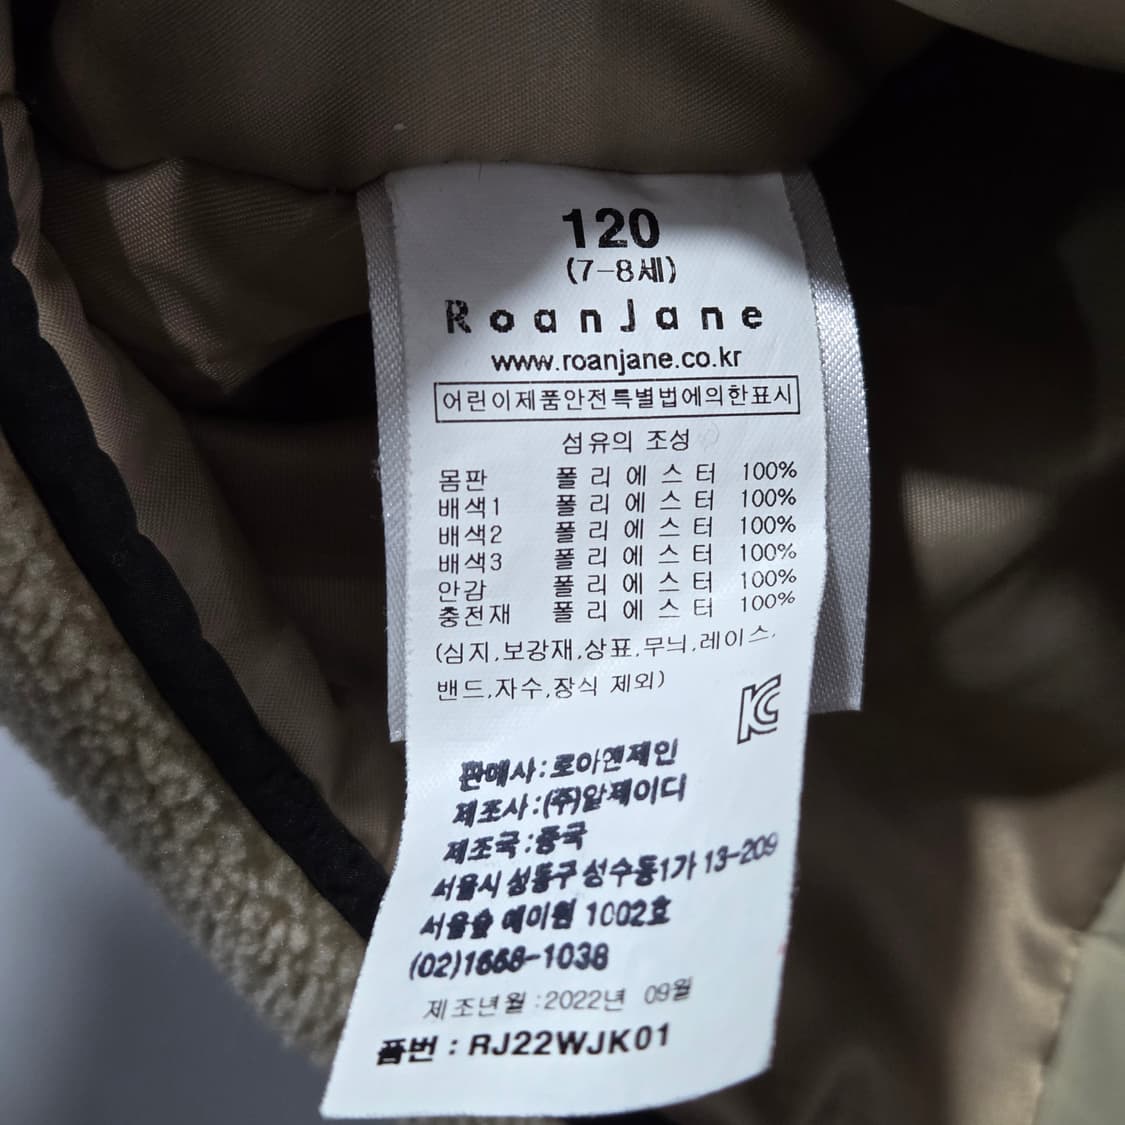 120
(7-8세)
RoanJane
www.roanjane.co.kr
어린이제품안전특별법에의한표시
섬유의 조성
몸판 폴리에스터 100%
배색1 폴리에스터 100%
배색2 폴리에스터 100%
배색3 폴리에스터 100%
안감 폴리에스터 100%
충전재 폴리에스터 100%
(심지,보강재,상표,무늬,레이스,
밴드,자수,장식 제외)
KC
판매사:로아앤제인
제조사:(주)알제이디
제조국:중국
서울시 성동구 성수동1가 13-209
서울숲 에이원 1002호
(02)1668-1038
제조년월:2022년 09월
품번 : RJ22WJK01